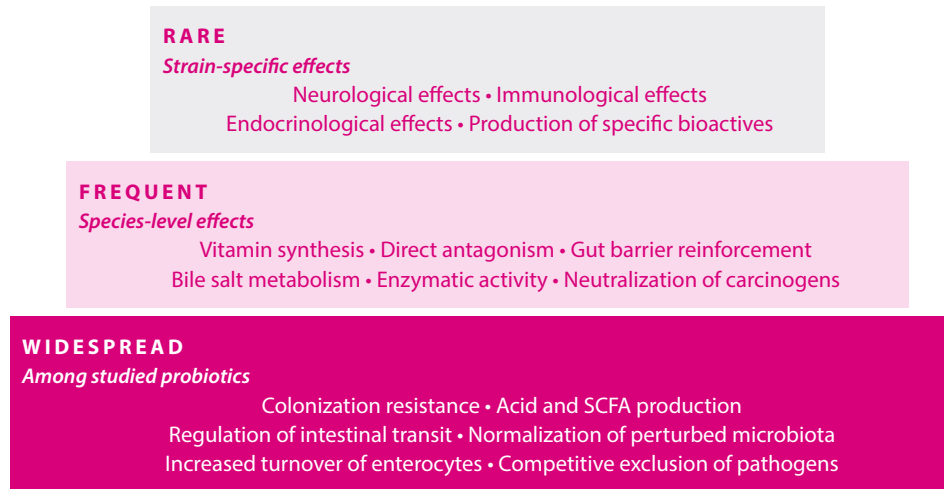 RARE
Strain-specific effects
Neurological effects • Immunological effects
Endocrinological effects • Production of specific bioactives
FREQUENT
Species-level effects
Vitamin synthesis • Direct antagonism • Gut barrier reinforcement
Bile salt metabolism • Enzymatic activity • Neutralization of carcinogens
WIDESPREAD
Among studied probiotics
Colonization resistance • Acid and SCFA production
Regulation of intestinal transit • Normalization of perturbed microbiota
Increased turnover of enterocytes • Competitive exclusion of pathogens